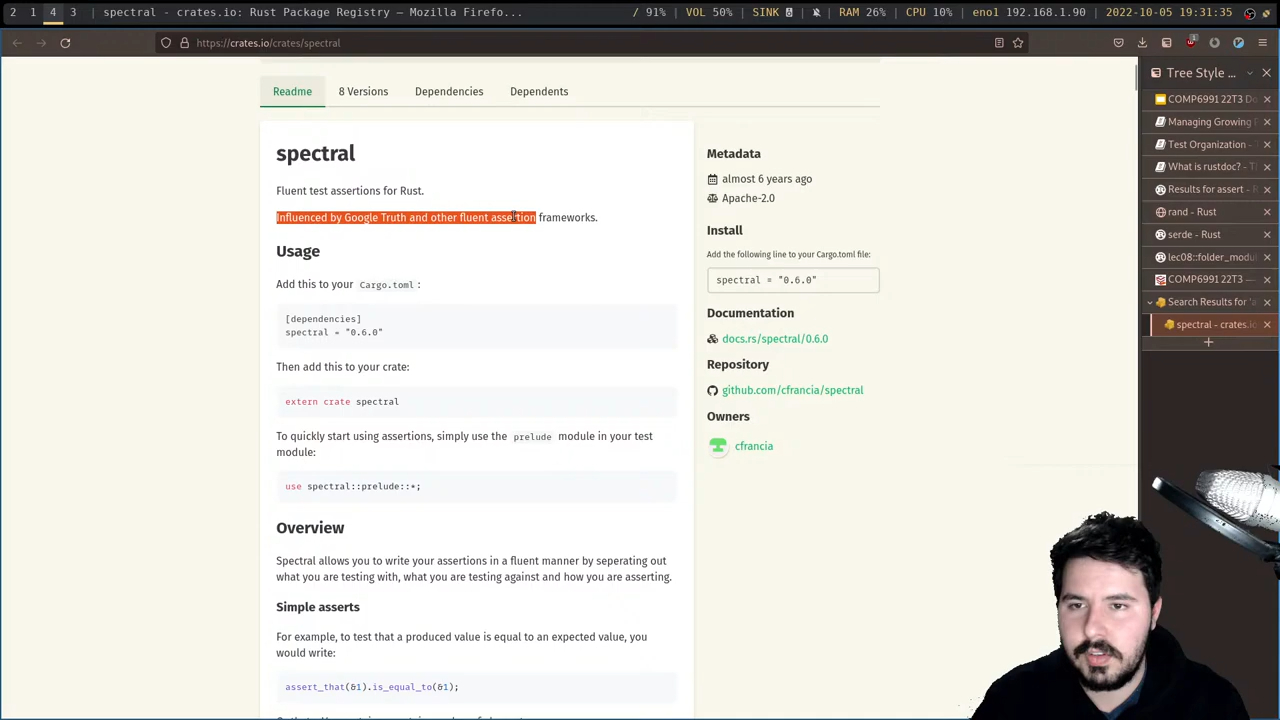 2 1 4 3 spectral - crates.io: Rust Package Registry — Mozilla Firefo...
/ 91% VOL 50% SINK RAM 26% CPU 10% eno1 192.168.1.90 2022-10-05 19:31:35
https://crates.io/crates/spectral
Tree Style ...
Readme 8 Versions Dependencies Dependents
spectral
Fluent test assertions for Rust.
Influenced by Google Truth and other fluent assertion frameworks.
Usage
Add this to your Cargo.toml:
[dependencies]
spectral = "0.6.0"
Then add this to your crate:
extern crate spectral
To quickly start using assertions, simply use the prelude module in your test
module:
use spectral::prelude::*;
Overview
Spectral allows you to write your assertions in a fluent manner by seperating out
what you are testing with, what you are testing against and how you are asserting.
Simple asserts
For example, to test that a produced value is equal to an expected value, you
would write:
assert_that(&1).is_equal_to(&1);
Metadata
almost 6 years ago
Apache-2.0
Install
Add the following line to your Cargo.toml file:
spectral = "0.6.0"
Documentation
docs.rs/spectral/0.6.0
Repository
github.com/cfrancia/spectral
Owners
cfrancia
COMP6991 22T3 Do
Managing Growing
Test Organization -
What is rustdoc? - T
Results for assert -
rand - Rust
serde - Rust
lec08::folder_modu
COMP6991 22T3 —
Search Results for 'a
spectral - crates.io